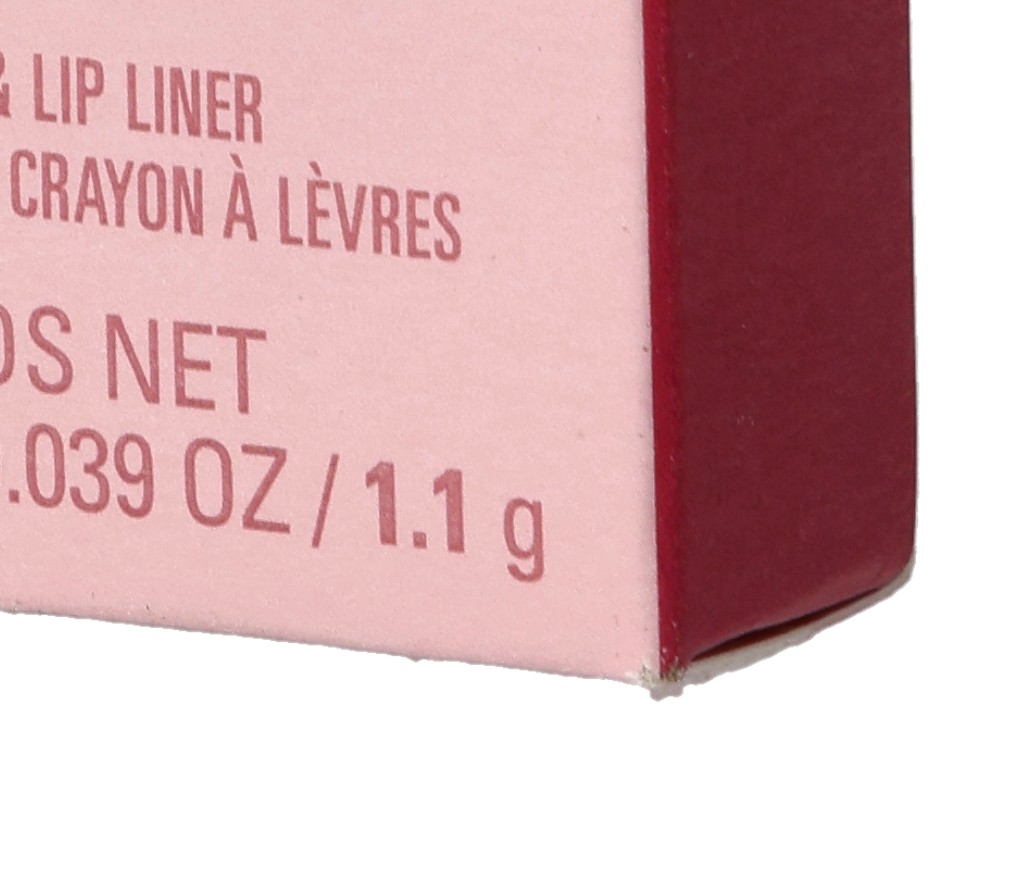 & LIP LINER
CRAYON À LÈVRES
NET
.039 OZ / 1.1 g